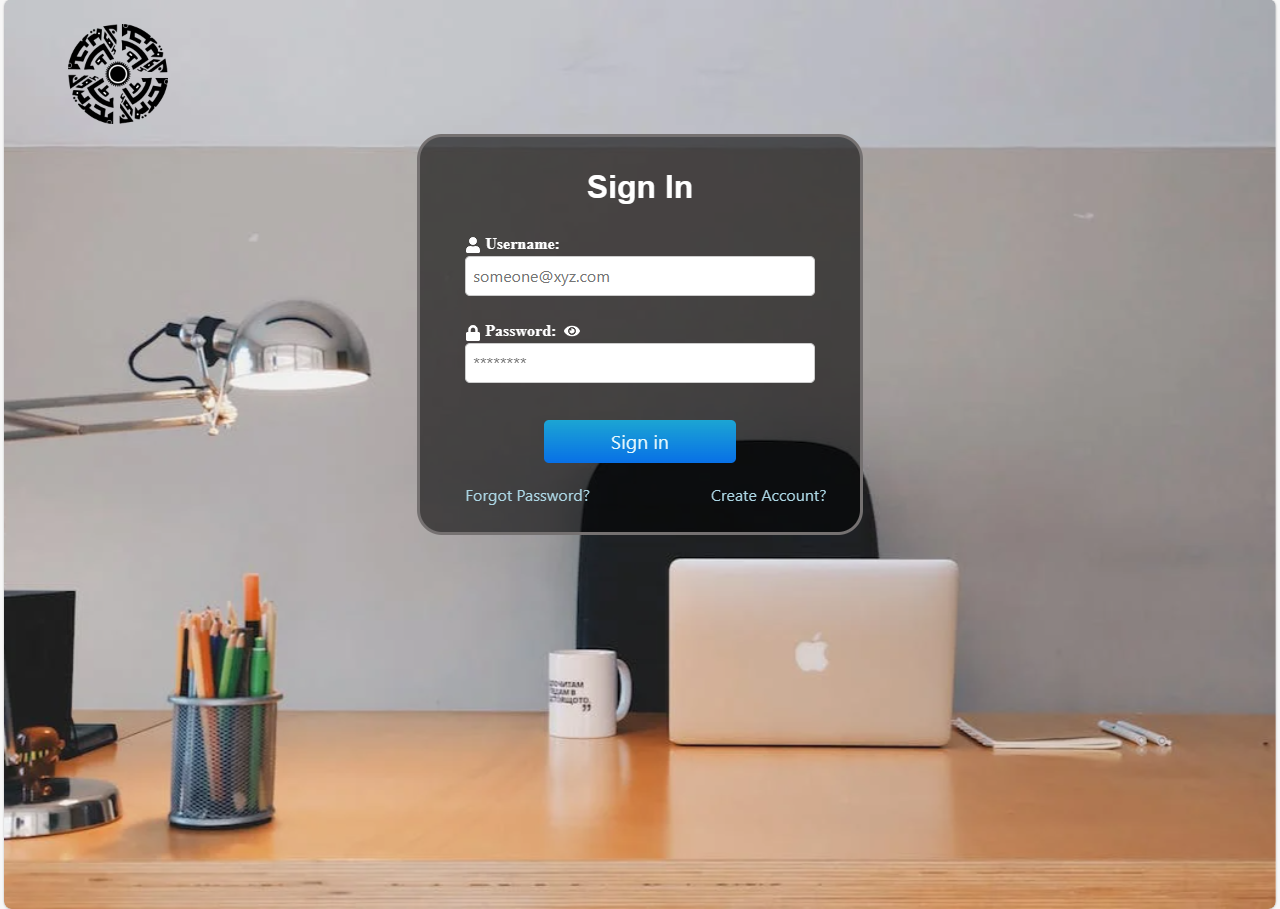 Sign In
Username:
someone@xyz.com
Password:
********
Sign in
Forgot Password?
Create Account?